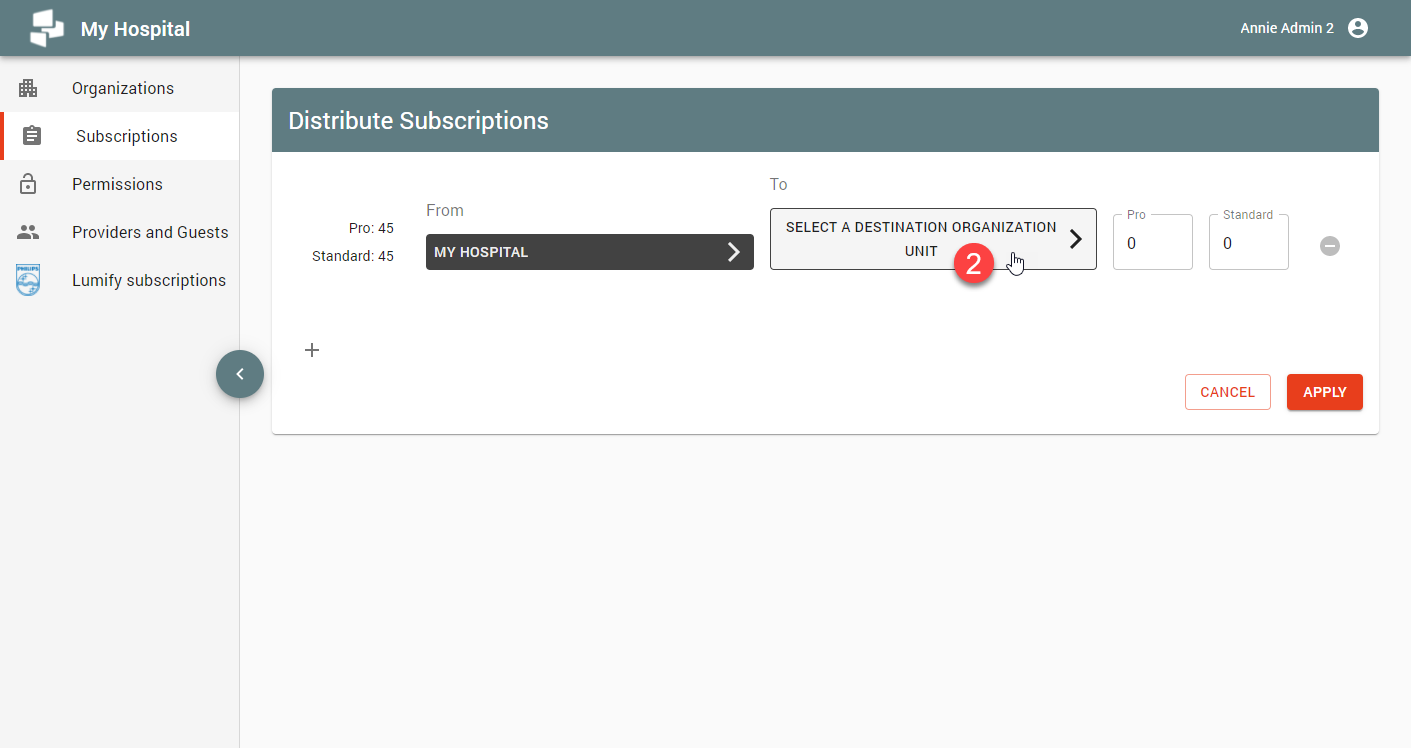 My Hospital
Annie Admin 2
Organizations
Subscriptions
Permissions
Providers and Guests
PHILIPS
Lumify subscriptions
Distribute Subscriptions
Pro: 45
Standard: 45
From
MY HOSPITAL
To
SELECT A DESTINATION ORGANIZATION
UNIT
2
Pro
0
Standard
0
CANCEL
APPLY